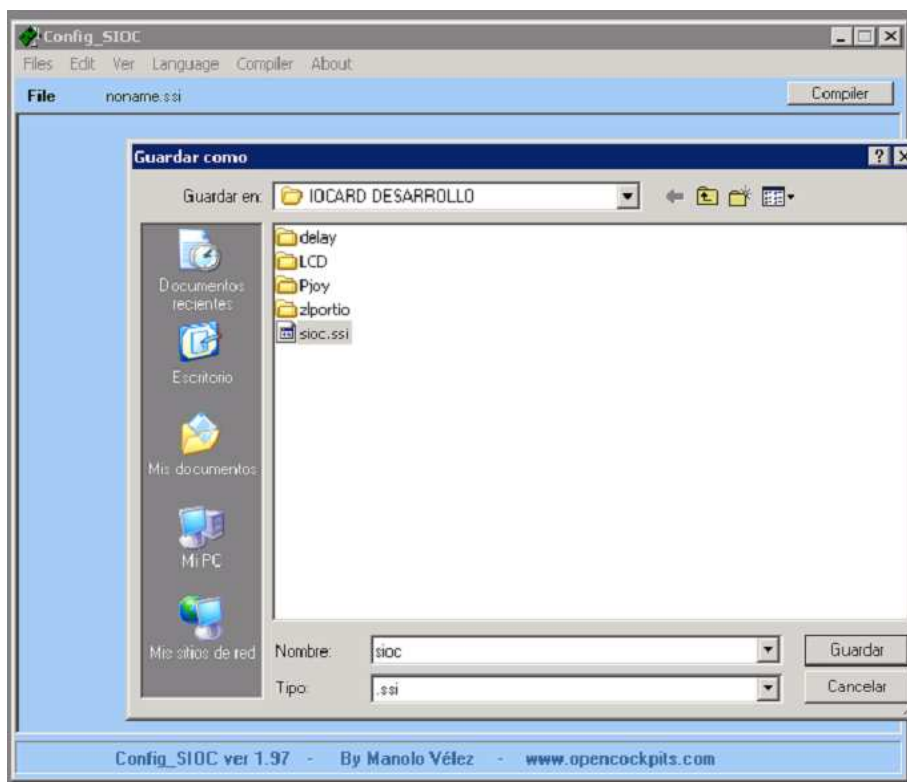 Config_SIOC
Files Edit Ver Language Compiler About
File noname.ssi Compiler
Guardar como
Guardar en: IOCARD DESARROLLO
Documentos
recientes
Escritorio
Mis documentos
Mi PC
Mis sitios de red
delay
LCD
Pjoy
zlportio
sioc.ssi
Nombre: sioc Guardar
Tipo: .ssi Cancelar
Config_SIOC ver 1.97 - By Manolo Vélez - www.opencockpits.com